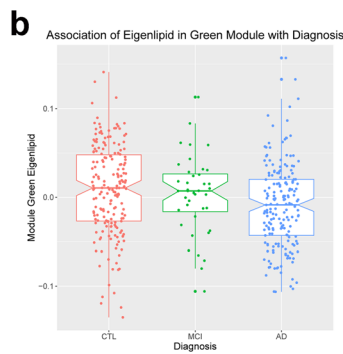 b
Association of Eigenlipid in Green Module with Diagnosis
Module Green Eigenlipid
0.1
0.0
−0.1
CTL
MCI
AD
Diagnosis